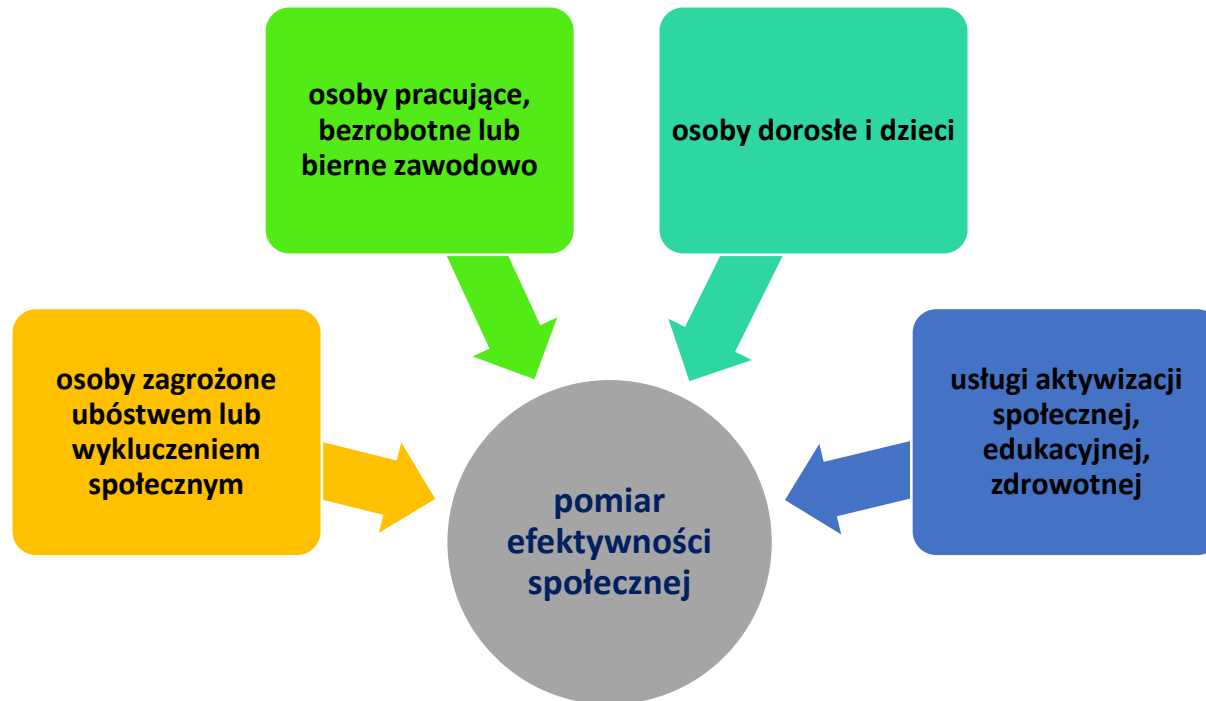 osoby pracujące,
bezrobotne lub
bierne zawodowo
osoby dorosłe i dzieci
osoby zagrożone
ubóstwem lub
wykluczeniem
społecznym
usługi aktywizacji
społecznej,
edukacyjnej,
zdrowotnej
pomiar
efektywności
społecznej